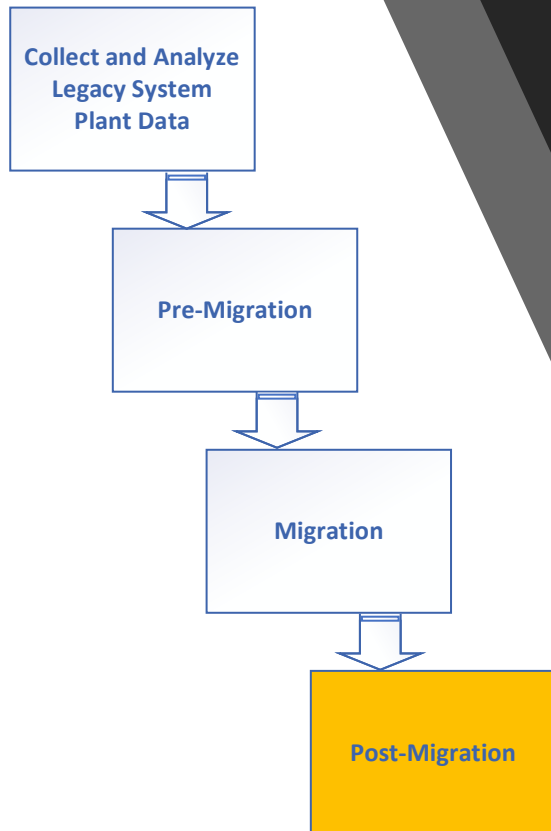 Collect and Analyze
Legacy System
Plant Data
Pre-Migration
Migration
Post-Migration